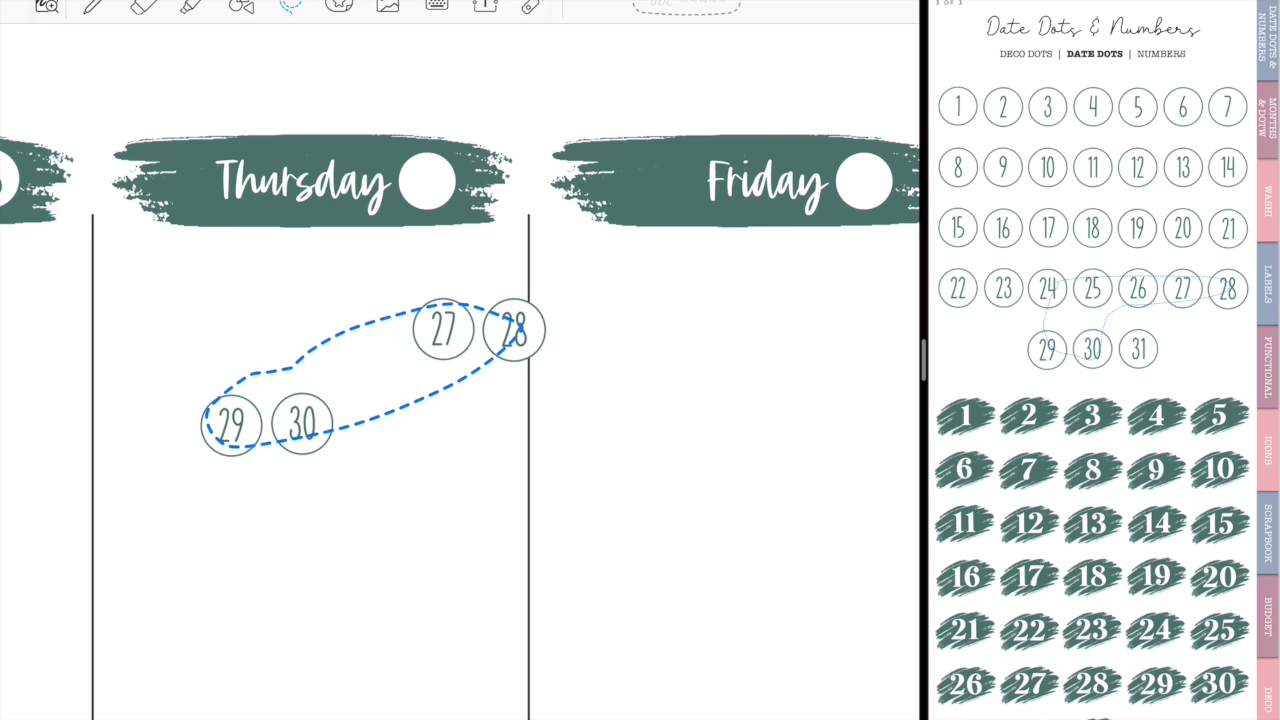 3 OF 3
Date Dots & Numbers
DECO DOTS | DATE DOTS | NUMBERS
Thursday
Friday
27 28
29 30
1 2 3 4 5 6 7
8 9 10 11 12 13 14
15 16 17 18 19 20 21
22 23 24 25 26 27 28
29 30 31
1 2 3 4 5
6 7 8 9 10
11 12 13 14 15
16 17 18 19 20
21 22 23 24 25
26 27 28 29 30
DATE DOTS &
NUMBERS
MONTHS
& DOTW
WASHI
LABELS
FUNCTIONAL
ICONS
SCRAPBOOK
BUDGET
DECO